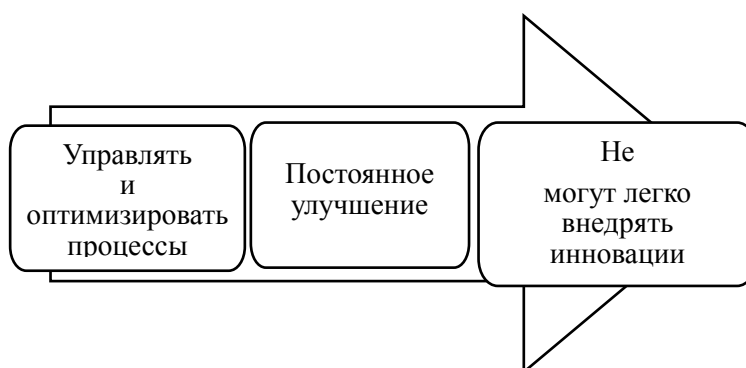 Управлять
и
оптимизировать
процессы
Постоянное
улучшение
Не
могут легко
внедрять
инновации